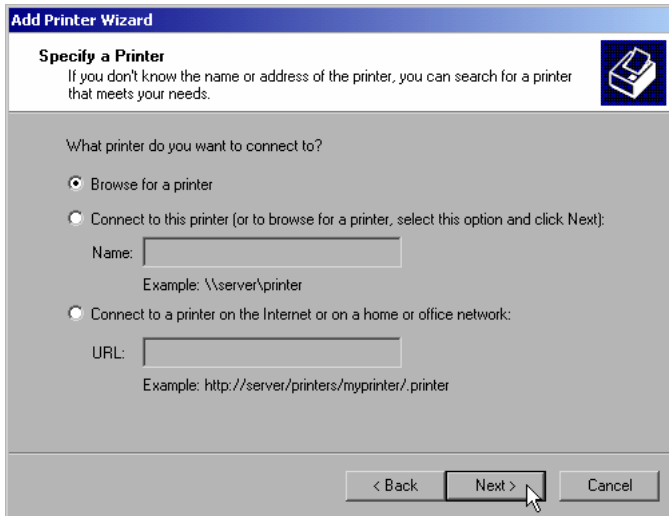 Add Printer Wizard
Specify a Printer
If you don't know the name or address of the printer, you can search for a printer
that meets your needs.
What printer do you want to connect to?
Browse for a printer
Connect to this printer (or to browse for a printer, select this option and click Next):
Name:
Example: \\server\printer
Connect to a printer on the Internet or on a home or office network:
URL:
Example: http://server/printers/myprinter/.printer
< Back Next > Cancel